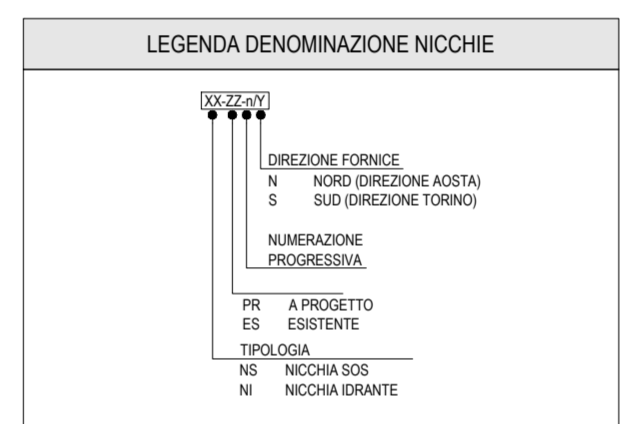 LEGENDA DENOMINAZIONE NICCHIE
XX-ZZ-n/Y
DIREZIONE FORNICE
N NORD (DIREZIONE AOSTA)
S SUD (DIREZIONE TORINO)
NUMERAZIONE
PROGRESSIVA
PR A PROGETTO
ES ESISTENTE
TIPOLOGIA
NS NICCHIA SOS
NI NICCHIA IDRANTE